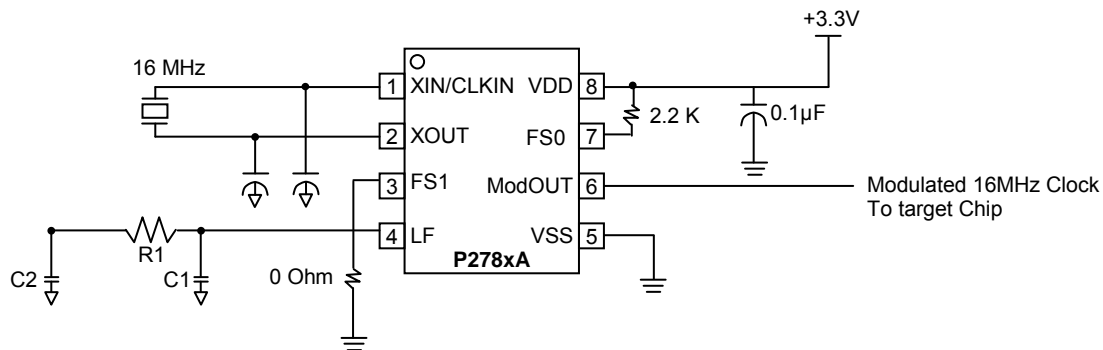 +3.3V
16 MHz
1 XIN/CLKIN VDD 8
2.2 K
0.1µF
2 XOUT FS0 7
3 FS1 ModOUT 6
Modulated 16MHz Clock
To target Chip
4 LF VSS 5
R1
P278xA
C2
C1
0 Ohm